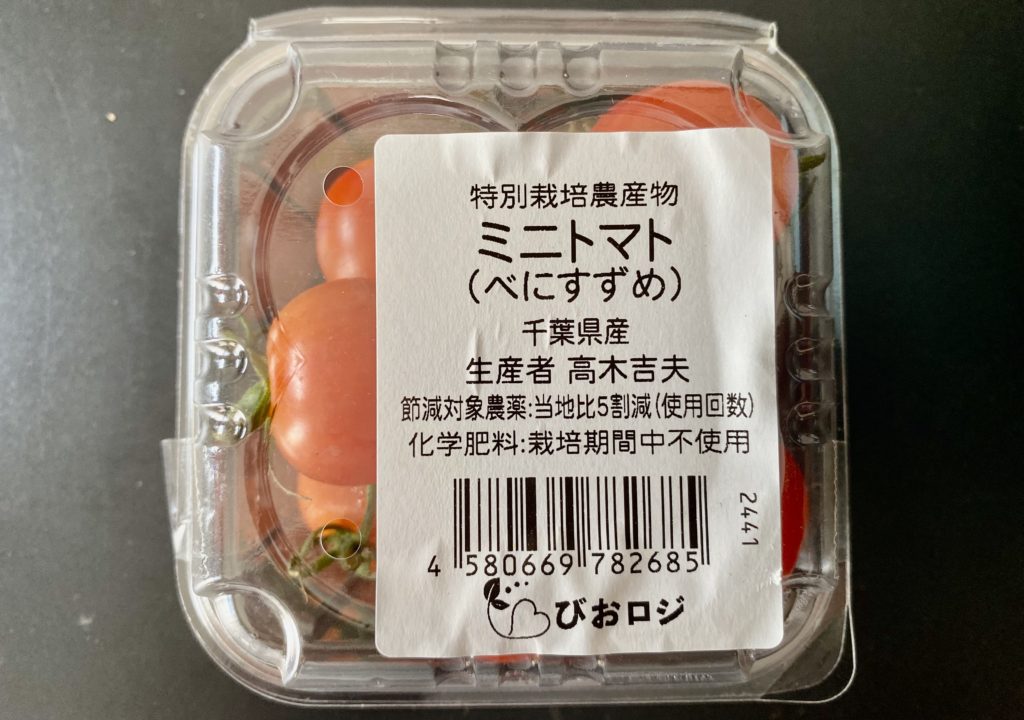 特別栽培農産物
ミニトマト
(べにすずめ)
千葉県産
生産者 高木吉夫
節減対象農薬:当地比5割減(使用回数)
化学肥料:栽培期間中不使用
2441
4 580669 782685
びおロジ